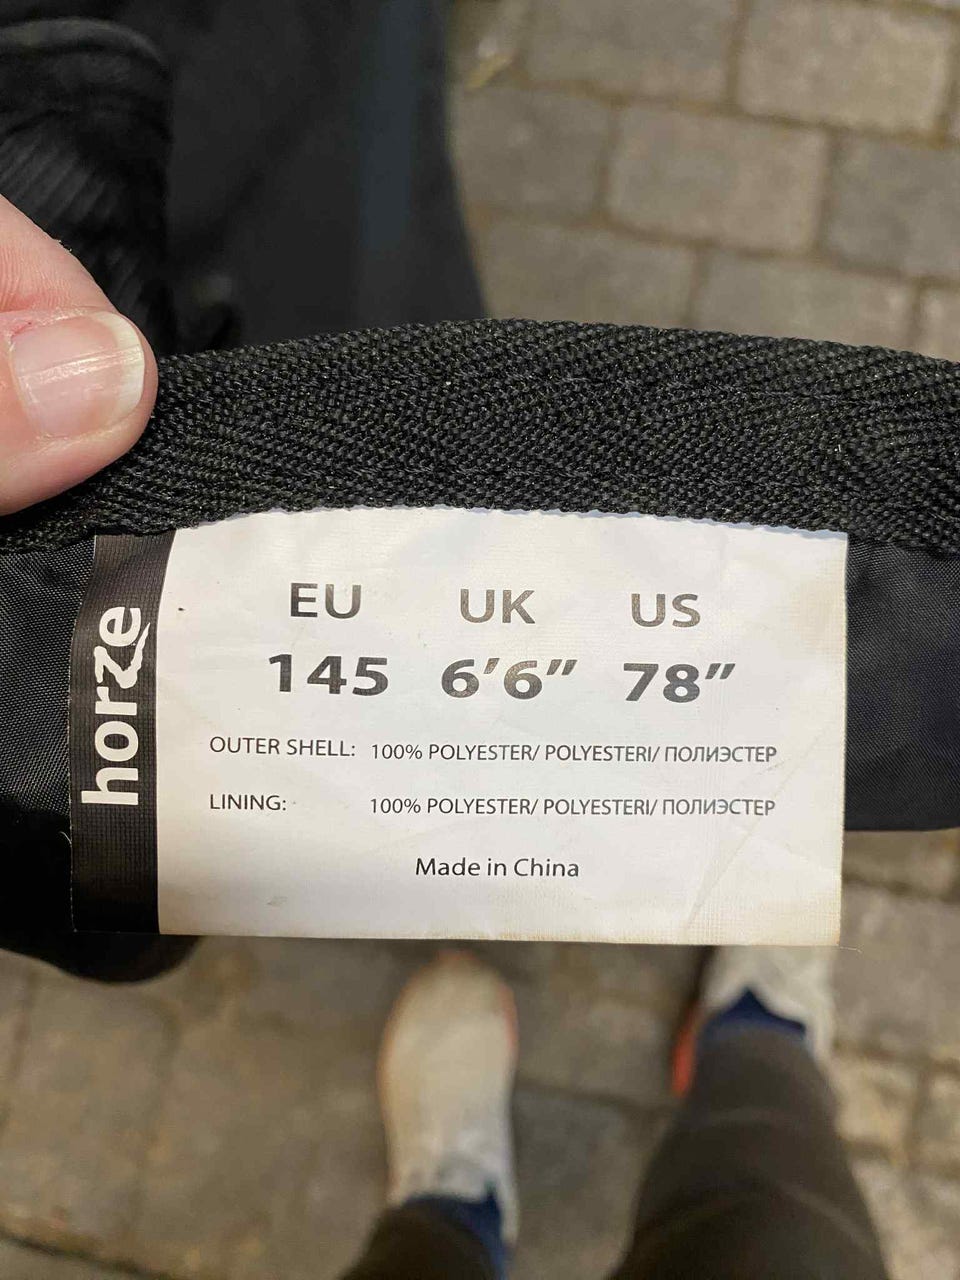 horze
EU UK US
145 6'6" 78"
OUTER SHELL: 100% POLYESTER/ POLYESTERI/ ПОЛИЭСТЕР
LINING: 100% POLYESTER/ POLYESTERI/ ПОЛИЭСТЕР
Made in China